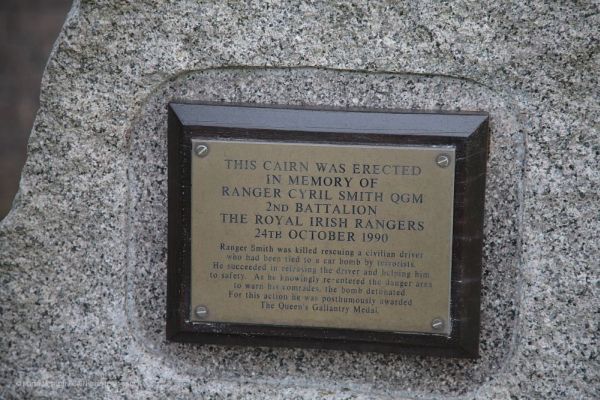 THIS CAIRN WAS ERECTED
IN MEMORY OF
RANGER CYRIL SMITH QGM
2ND BATTALION
THE ROYAL IRISH RANGERS
24TH OCTOBER 1990
Ranger Smith was killed rescuing a civilian driver
who had been tied to a car bomb by terrorists.
He succeeded in releasing the driver and helping him
to safety. As he knowingly re-entered the danger area
to warn his comrades, the bomb detonated.
For this action he was posthumously awarded
The Queen's Gallantry Medal.